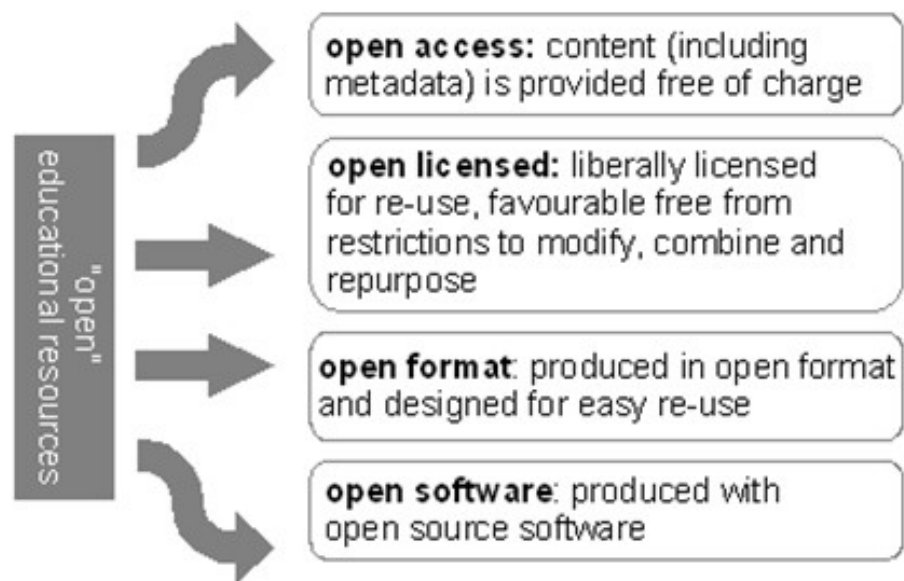 "open"
educational resources
open access: content (including
metadata) is provided free of charge
open licensed: liberally licensed
for re-use, favourable free from
restrictions to modify, combine and
repurpose
open format: produced in open format
and designed for easy re-use
open software: produced with
open source software